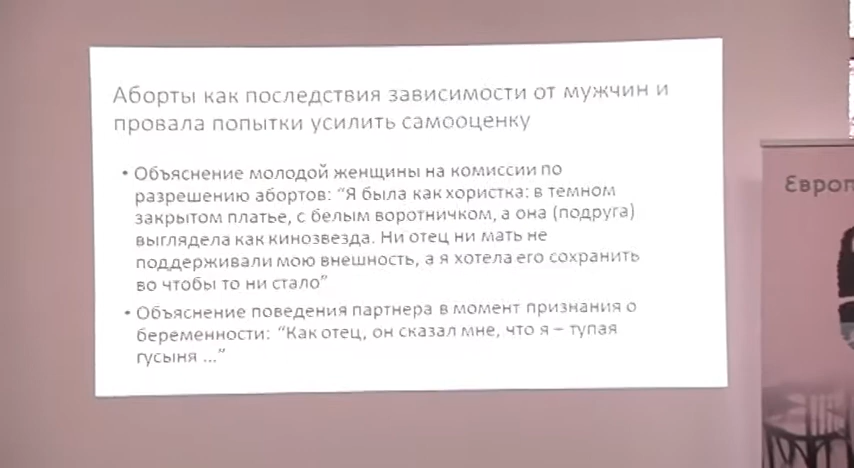 Аборты как последствия зависимости от мужчин и
провала попытки усилить самооценку
• Объяснение молодой женщины на комиссии по
разрешению абортов: “Я была как хористка: в темном
закрытом платье, с белым воротничком, а она (подруга)
выглядела как кинозвезда. Ни отец ни мать не
поддерживали мою внешность, а я хотела его сохранить
во чтобы то ни стало”
• Объяснение поведения партнера в момент признания о
беременности: “Как отец, он сказал мне, что я – тупая
гусыня ...”
Европ